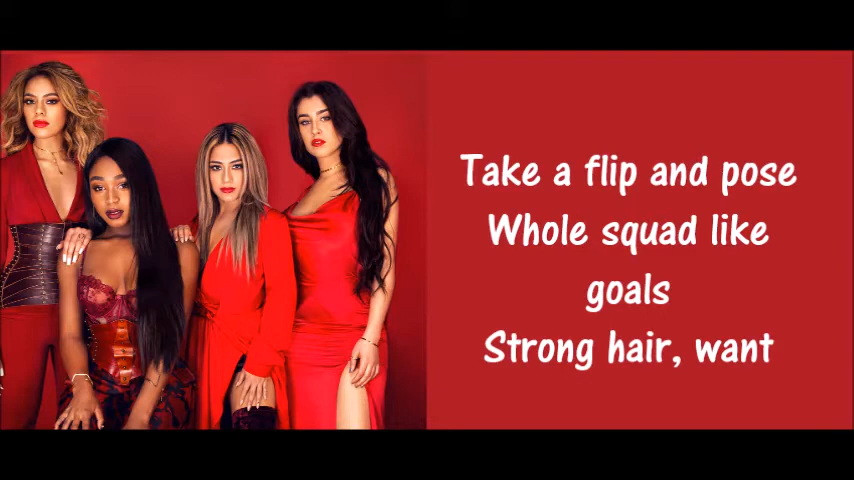 Take a flip and pose
Whole squad like
goals
Strong hair, want